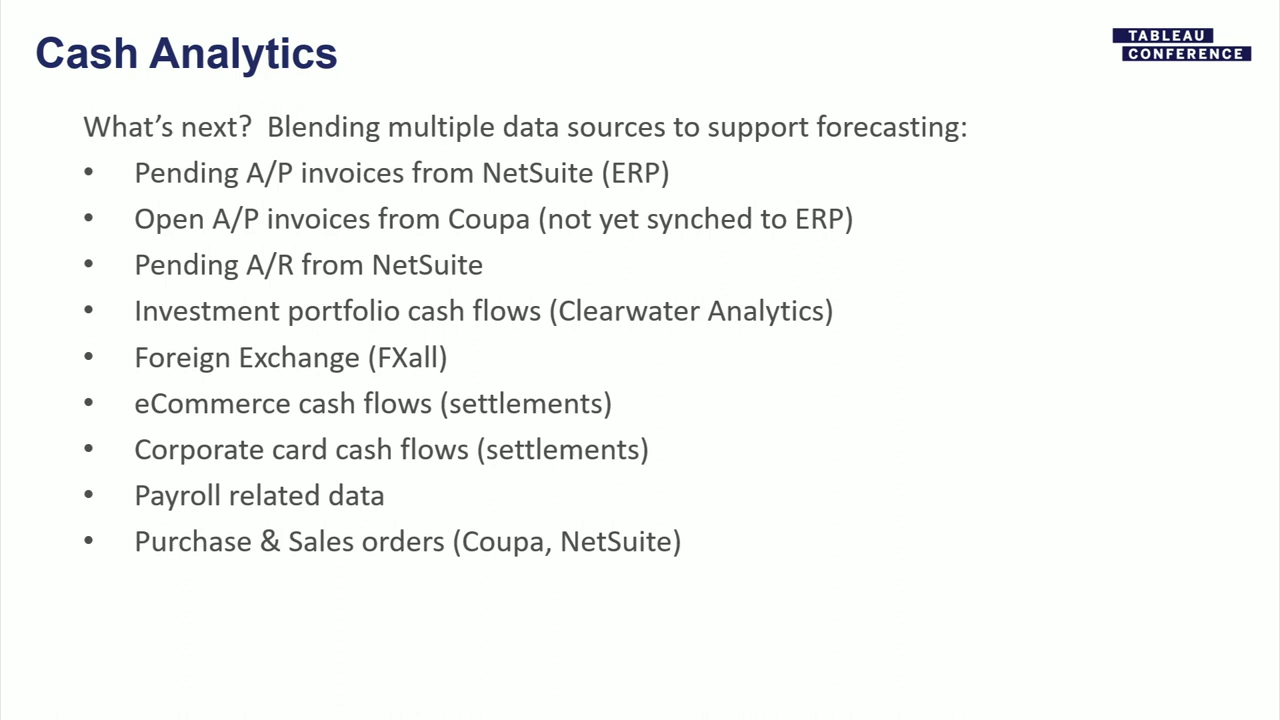 Cash Analytics
TABLEAU
CONFERENCE
What's next?  Blending multiple data sources to support forecasting:
• Pending A/P invoices from NetSuite (ERP)
• Open A/P invoices from Coupa (not yet synched to ERP)
• Pending A/R from NetSuite
• Investment portfolio cash flows (Clearwater Analytics)
• Foreign Exchange (FXall)
• eCommerce cash flows (settlements)
• Corporate card cash flows (settlements)
• Payroll related data
• Purchase & Sales orders (Coupa, NetSuite)